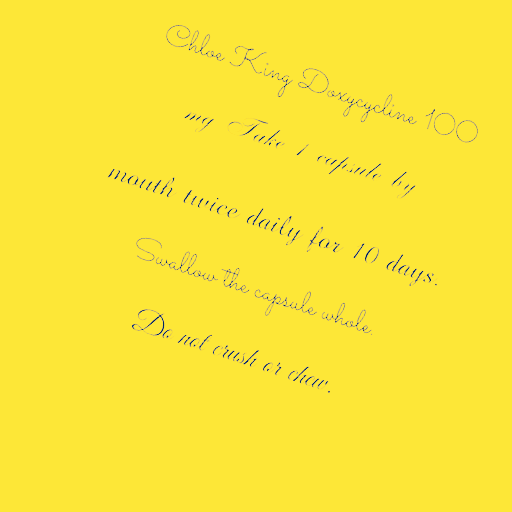 Chloe King Doxycycline 100
mg Take 1 capsule by
mouth twice daily for 10 days.
Swallow the capsule whole.
Do not crush or chew.